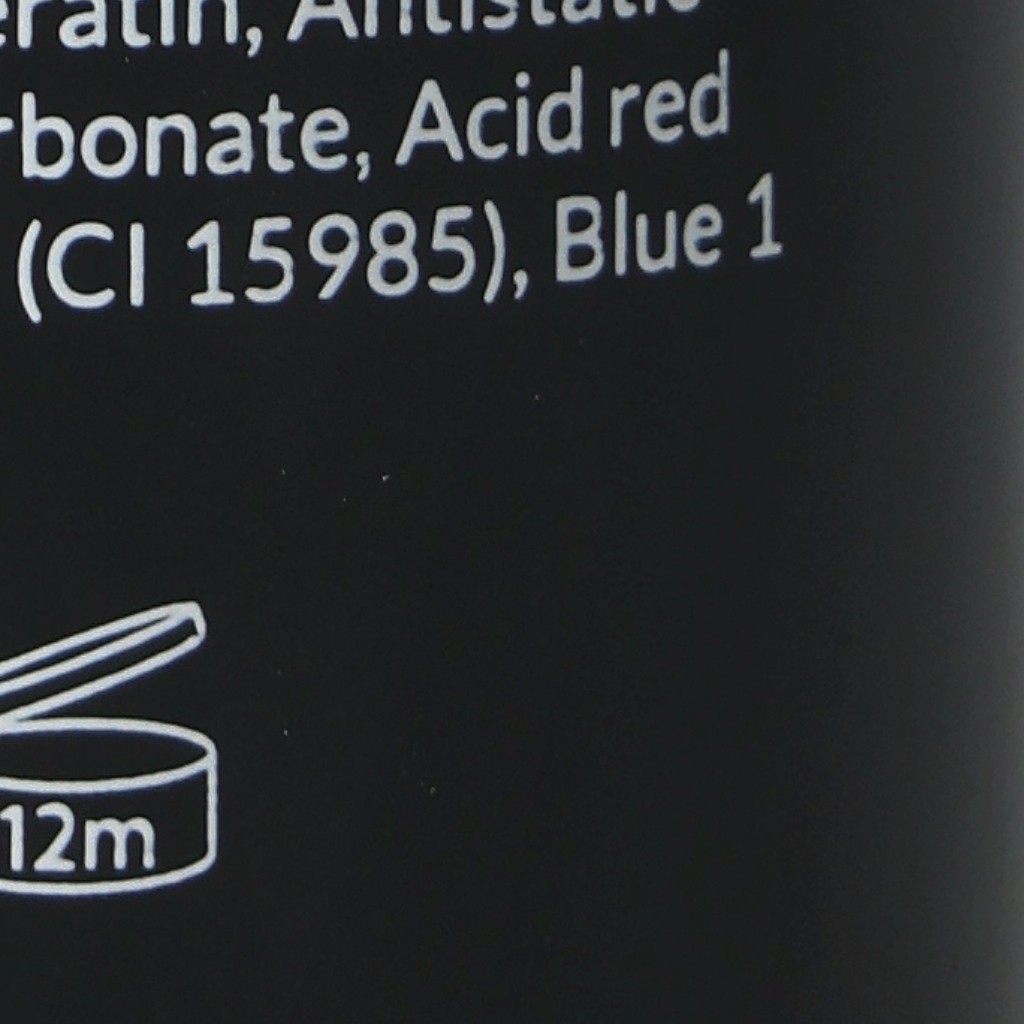 eratin, Antistatic
rbonate, Acid red
(CI 15985), Blue 1
12m